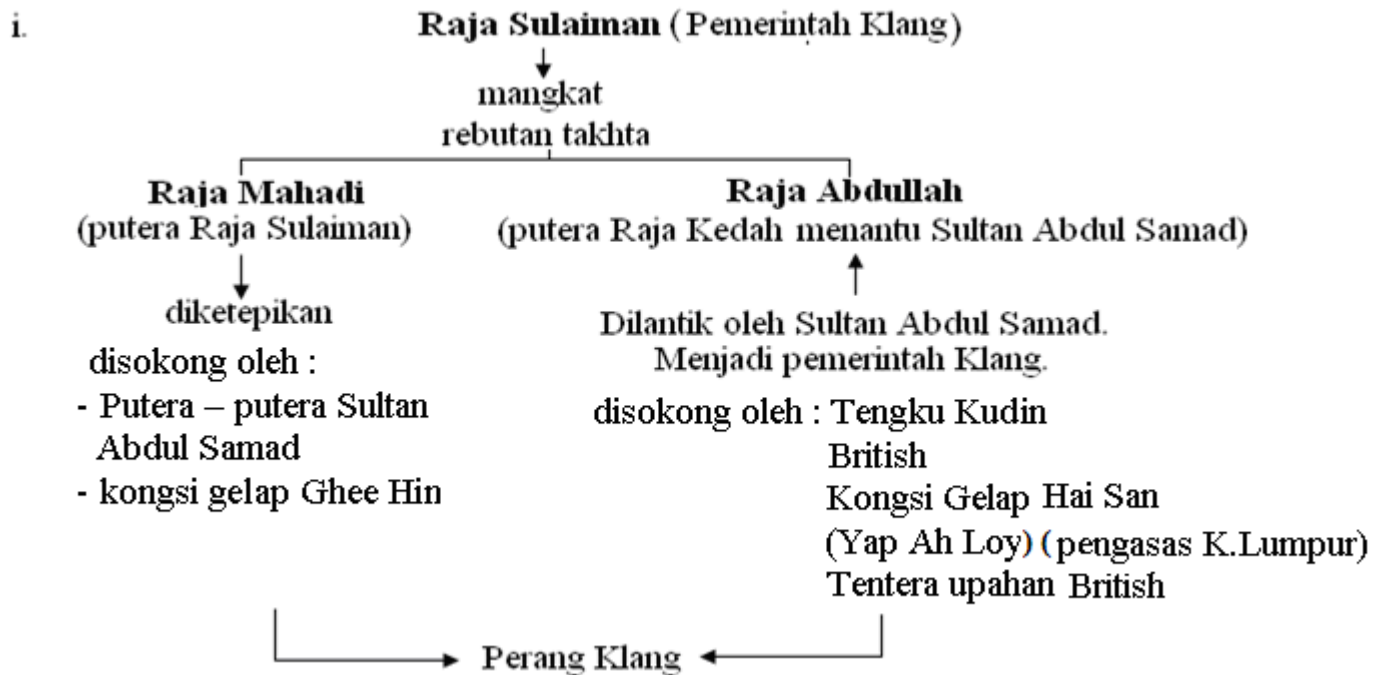 i.
Raja Sulaiman (Pemerintah Klang)
mangkat
rebutan takhta
Raja Mahadi
(putera Raja Sulaiman)
diketepikan
disokong oleh :
- Putera – putera Sultan
Abdul Samad
- kongsi gelap Ghee Hin
Raja Abdullah
(putera Raja Kedah menantu Sultan Abdul Samad)
Dilantik oleh Sultan Abdul Samad.
Menjadi pemerintah Klang.
disokong oleh : Tengku Kudin
British
Kongsi Gelap Hai San
(Yap Ah Loy) (pengasas K.Lumpur)
Tentera upahan British
Perang Klang